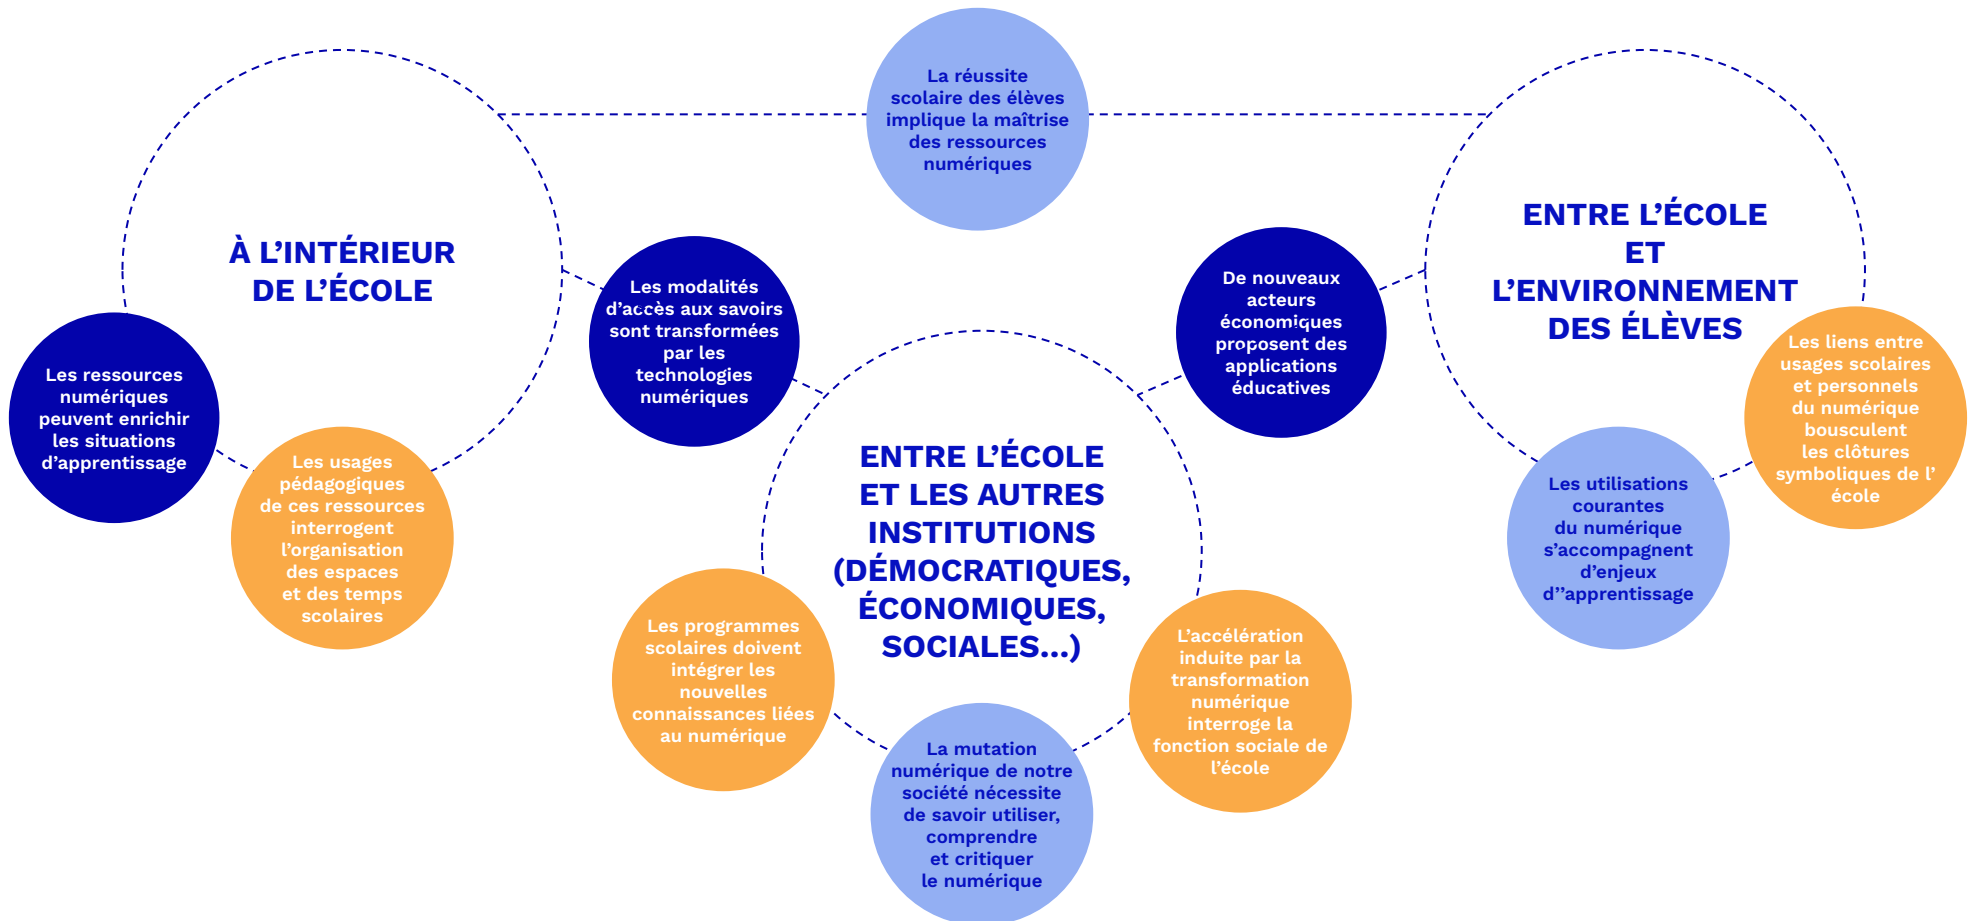 La réussite
scolaire des élèves
implique la maîtrise
des ressources
numériques
À L’INTÉRIEUR
DE L’ÉCOLE
Les ressources
numériques
peuvent enrichir
les situations
d’apprentissage
Les usages
pédagogiques
de ces ressources
interrogent
l’organisation
des espaces
et des temps
scolaires
Les modalités
d’accès aux savoirs
sont transformées
par les
technologies
numériques
ENTRE L’ÉCOLE
ET LES AUTRES
INSTITUTIONS
(DÉMOCRATIQUES,
ÉCONOMIQUES,
SOCIALES...)
Les programmes
scolaires doivent
intégrer les
nouvelles
connaissances liées
au numérique
La mutation
numérique de notre
société nécessite
de savoir utiliser,
comprendre
et critiquer
le numérique
L’accélération
induite par la
transformation
numérique
interroge la
fonction sociale de
l’école
De nouveaux
acteurs
économiques
proposent des
applications
éducatives
ENTRE L’ÉCOLE
ET
L’ENVIRONNEMENT
DES ÉLÈVES
Les utilisations
courantes
du numérique
s’accompagnent
d’enjeux
d’’apprentissage
Les liens entre
usages scolaires
et personnels
du numérique
bousculent
les clôtures
symboliques de l’
école